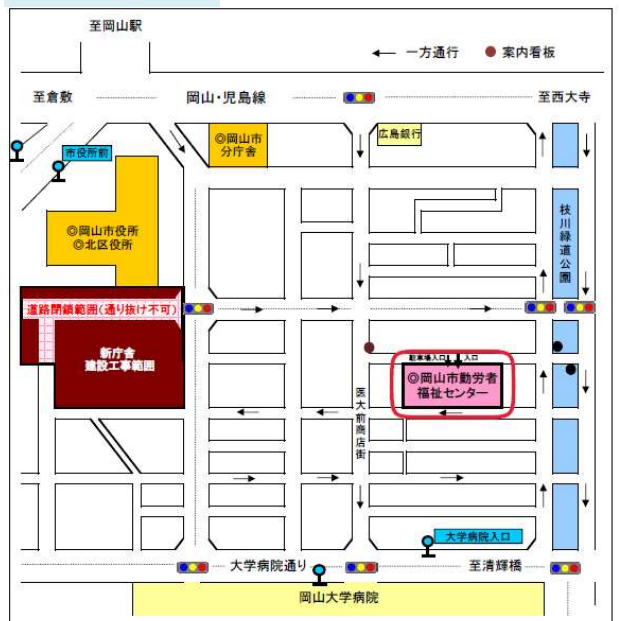 至岡山駅
一方通行
案内看板
至倉敷
岡山・児島線
至西大寺
市役所前
◎岡山市
分庁舎
広島銀行
◎岡山市役所
◎北区役所
枝川緑道公園
道路閉鎖範囲(通り抜け不可)
新庁舎
建設工事範囲
駐車場入口
入口
◎岡山市勤労者
福祉センター
医大前商店街
大学病院入口
大学病院通り
至清輝橋
岡山大学病院